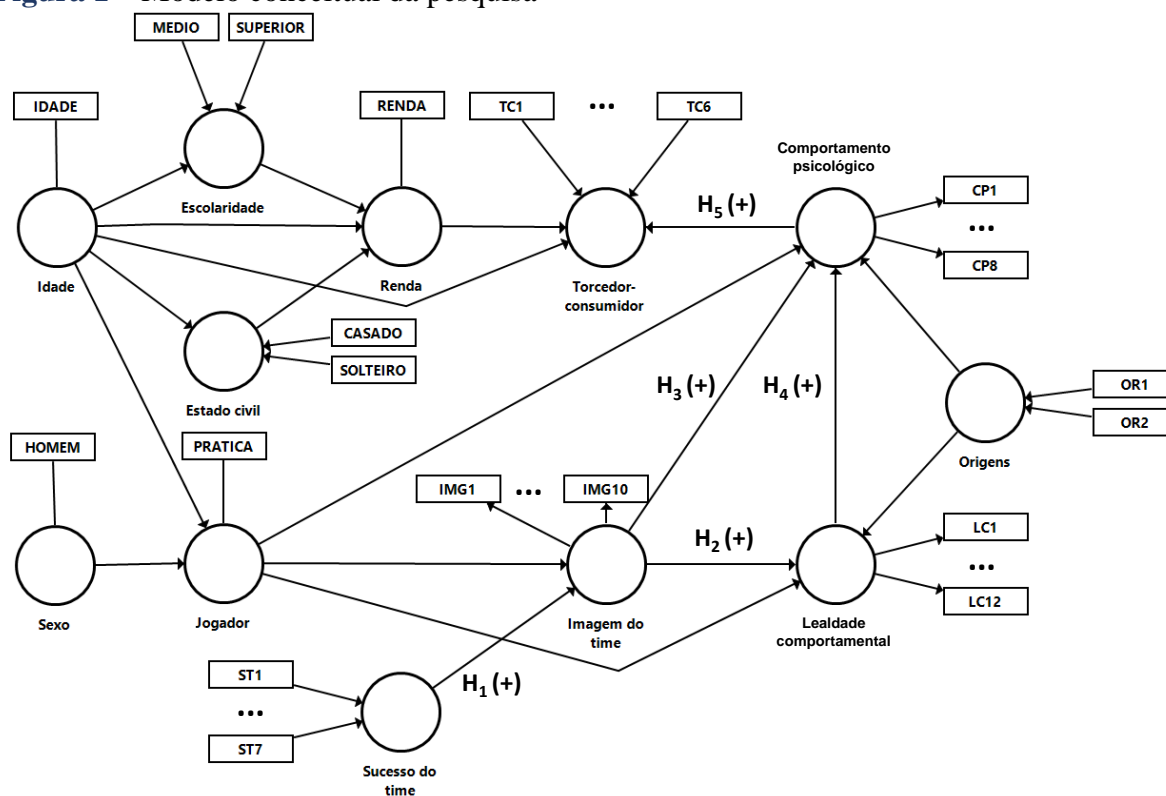 Figura 1 – Modelo conceitual da pesquisa
MEDIO
SUPERIOR
IDADE
RENDA
TC1
...
TC6
Comportamento
psicológico
CP1
...
CP8
Escolaridade
H5 (+)
Idade
Renda
Torcedor-
consumidor
CASADO
SOLTEIRO
Estado civil
H3 (+)
H4 (+)
OR1
OR2
Origens
HOMEM
PRATICA
IMG1
...
IMG10
H2 (+)
LC1
...
LC12
Sexo
Jogador
Imagem do
time
Lealdade
comportamental
ST1
...
ST7
H1 (+)
Sucesso do
time